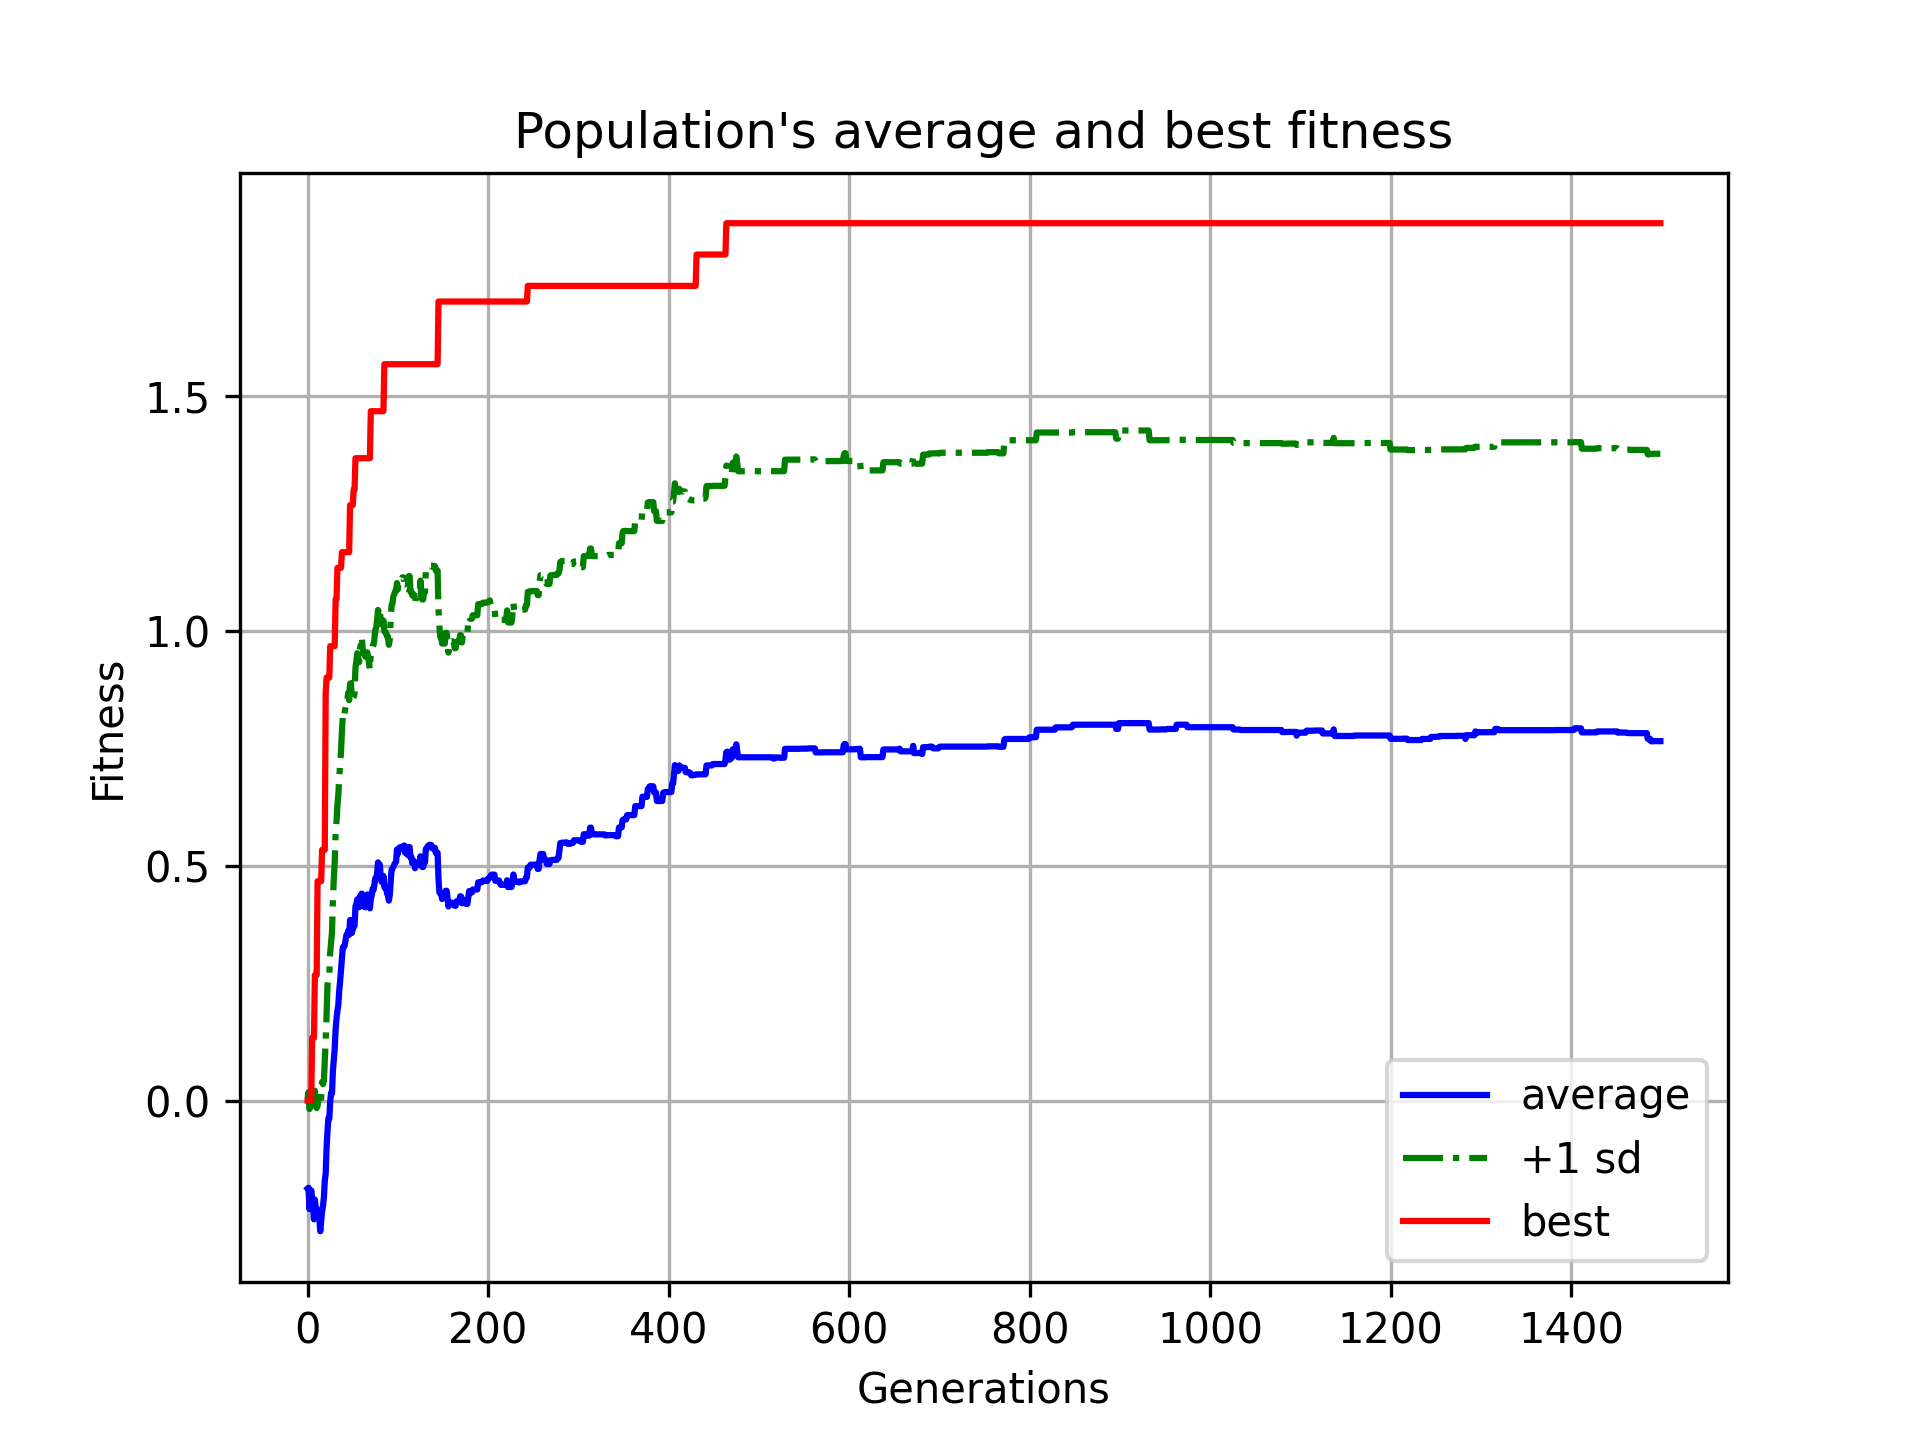 Population's average and best fitness
Fitness
1.5
1.0
0.5
0.0
average
+1 sd
best
0 200 400 600 800 1000 1200 1400
Generations